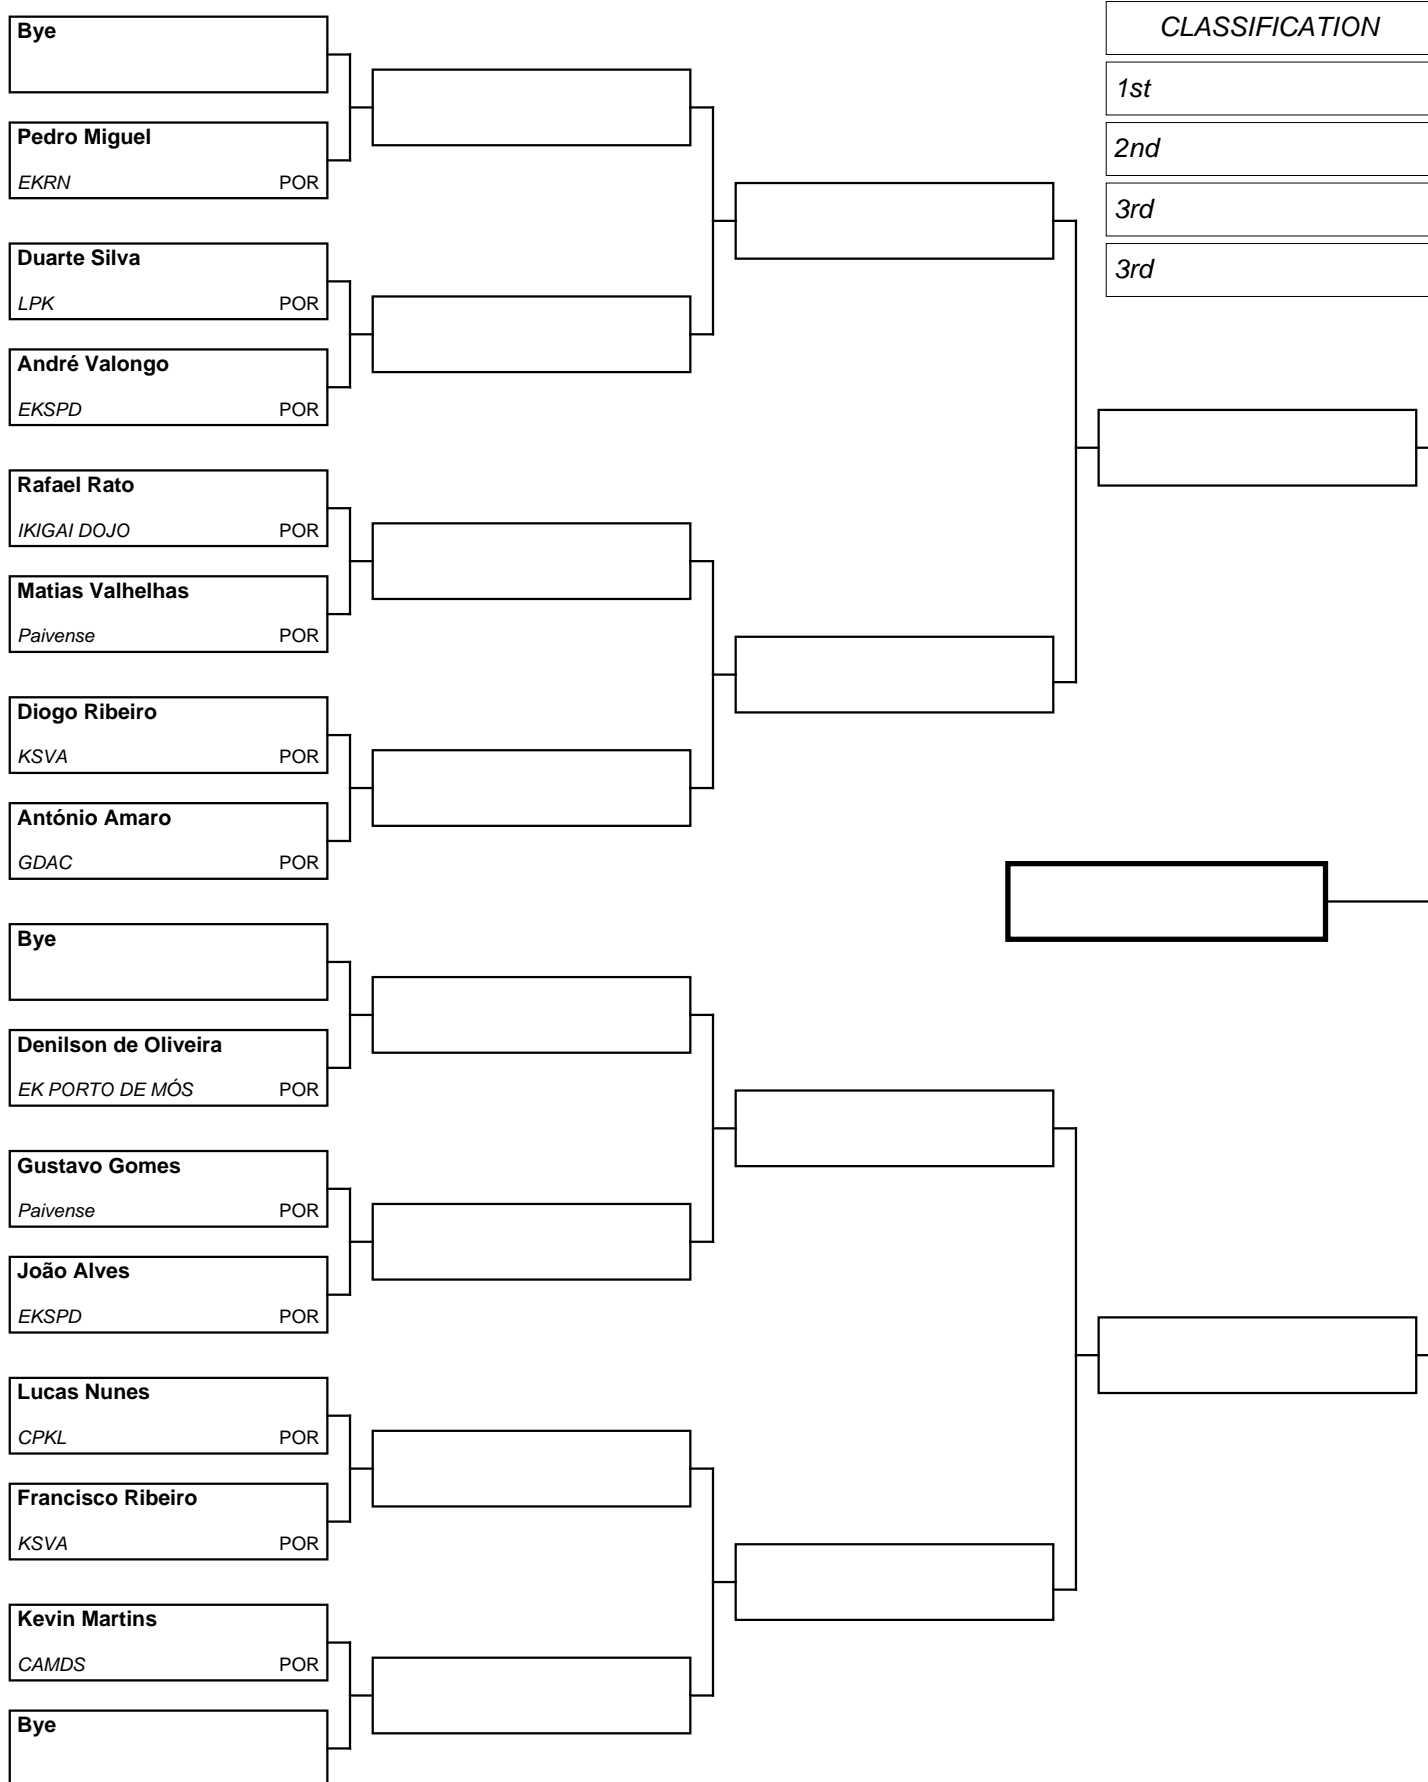 Bye
Pedro Miguel
EKRN POR
Duarte Silva
LPK POR
André Valongo
EKSPD POR
Rafael Rato
IKIGAI DOJO POR
Matias Valhelhas
Paivense POR
Diogo Ribeiro
KSVA POR
António Amaro
GDAC POR
Bye
Denilson de Oliveira
EK PORTO DE MÓS POR
Gustavo Gomes
Paivense POR
João Alves
EKSPD POR
Lucas Nunes
CPKL POR
Francisco Ribeiro
KSVA POR
Kevin Martins
CAMDS POR
Bye
CLASSIFICATION
1st
2nd
3rd
3rd